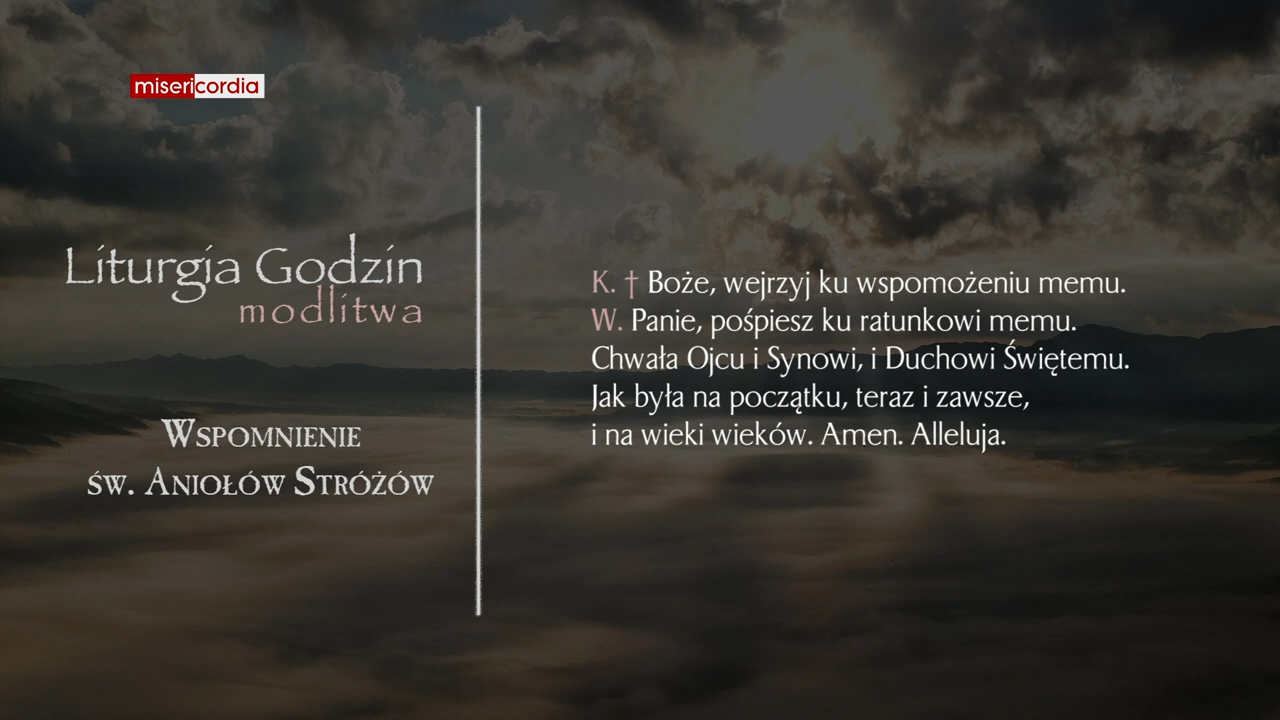 misericordia
Liturgia Godzin
modlitwa
Wspomnienie
św. Aniołów Stróżów
K. † Boże, wejrzyj ku wspomożeniu memu.
W. Panie, pośpiesz ku ratunkowi memu.
Chwała Ojcu i Synowi, i Duchowi Świętemu.
Jak była na początku, teraz i zawsze,
i na wieki wieków. Amen. Alleluja.